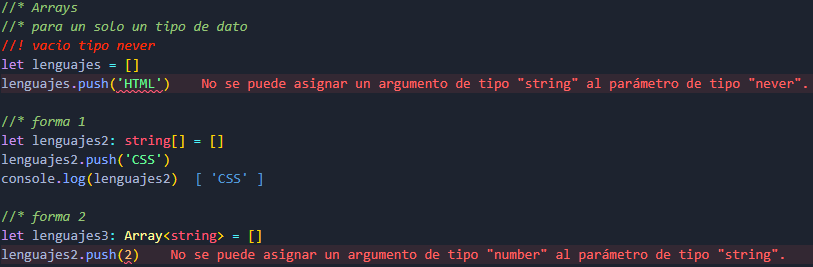 //* Arrays
//* para un solo un tipo de dato
//! vacio tipo never
let lenguajes = []
lenguajes.push('HTML') No se puede asignar un argumento de tipo "string" al parámetro de tipo "never".
//* forma 1
let lenguajes2: string[] = []
lenguajes2.push('CSS')
console.log(lenguajes2) [ 'CSS' ]
//* forma 2
let lenguajes3: Array<string> = []
lenguajes2.push(2) No se puede asignar un argumento de tipo "number" al parámetro de tipo "string".